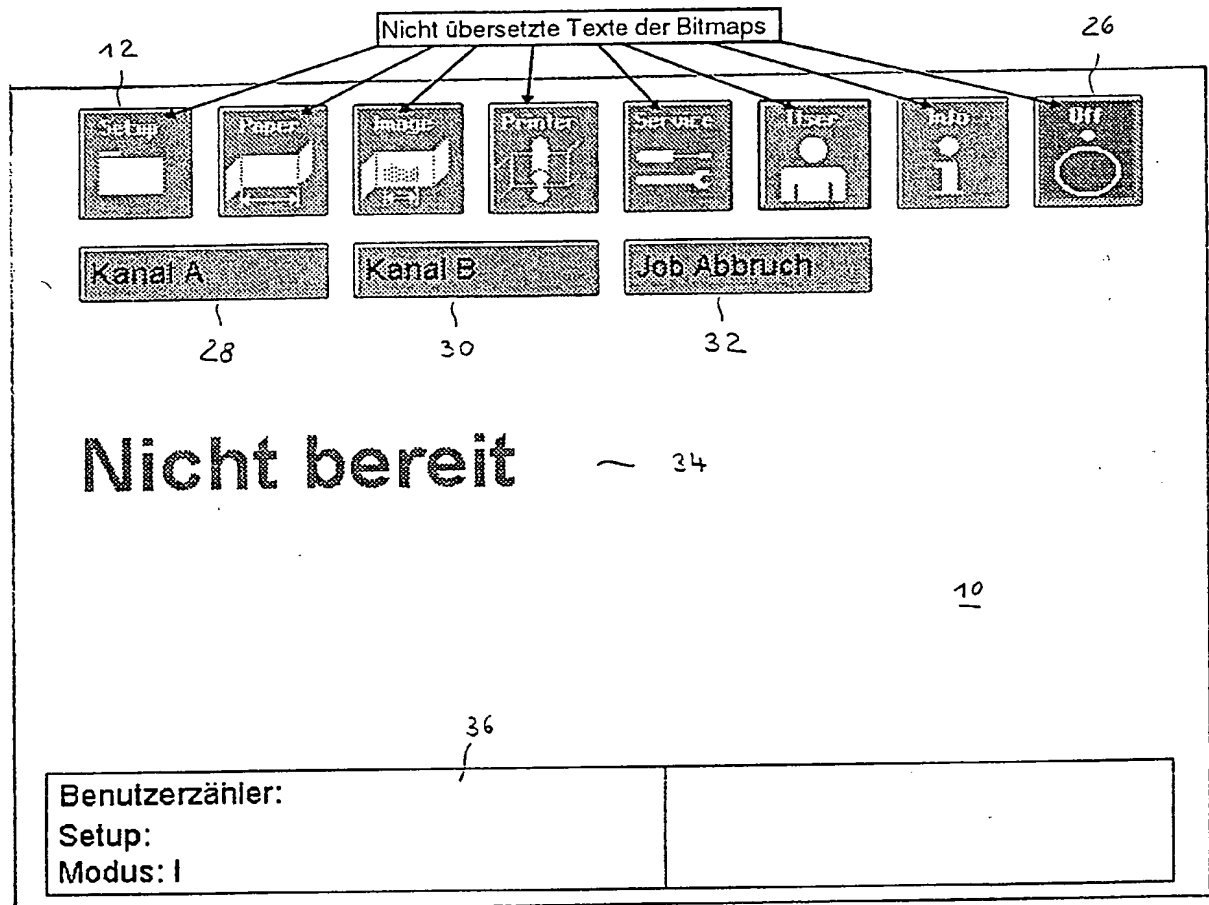 Nicht übersetzte Texte der Bitmaps
12
26
Setup Paper Image Printer Service User Info Off
Kanal A Kanal B Job Abbruch
28 30 32
Nicht bereit 34
10
36
Benutzerzähler:
Setup:
Modus: I